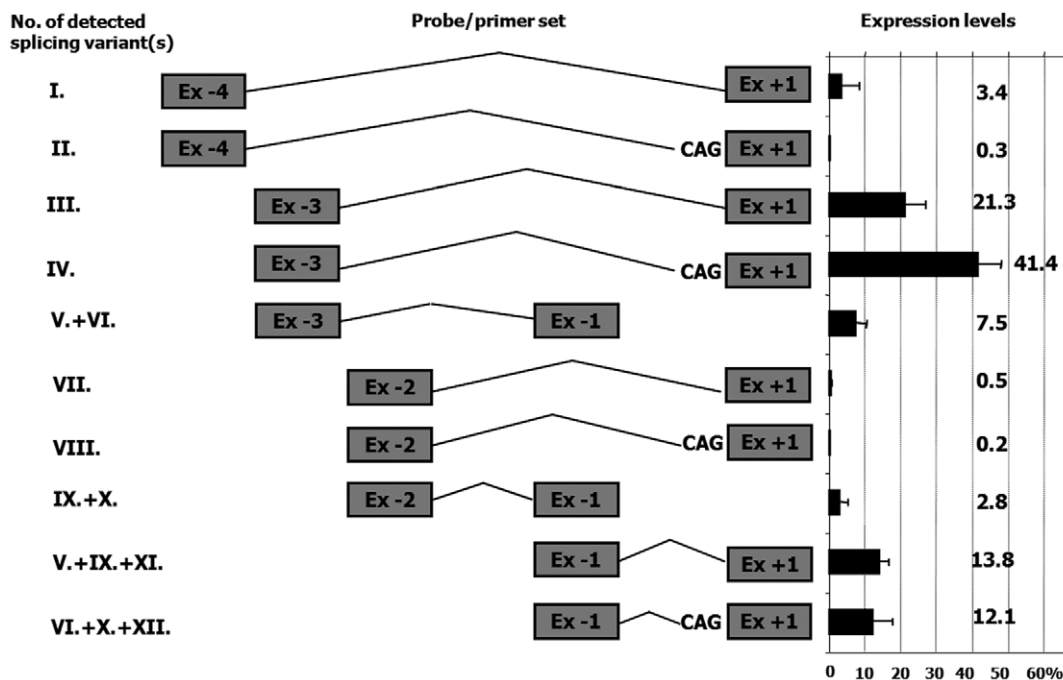 No. of detected splicing variant(s)
Probe/primer set
Expression levels
I. Ex -4 Ex +1 3.4
II. Ex -4 CAG Ex +1 0.3
III. Ex -3 Ex +1 21.3
IV. Ex -3 CAG Ex +1 41.4
V.+VI. Ex -3 Ex -1 7.5
VII. Ex -2 Ex +1 0.5
VIII. Ex -2 CAG Ex +1 0.2
IX.+X. Ex -2 Ex -1 2.8
V.+IX.+XI. Ex -1 Ex +1 13.8
VI.+X.+XII. Ex -1 CAG Ex +1 12.1
0 10 20 30 40 50 60%